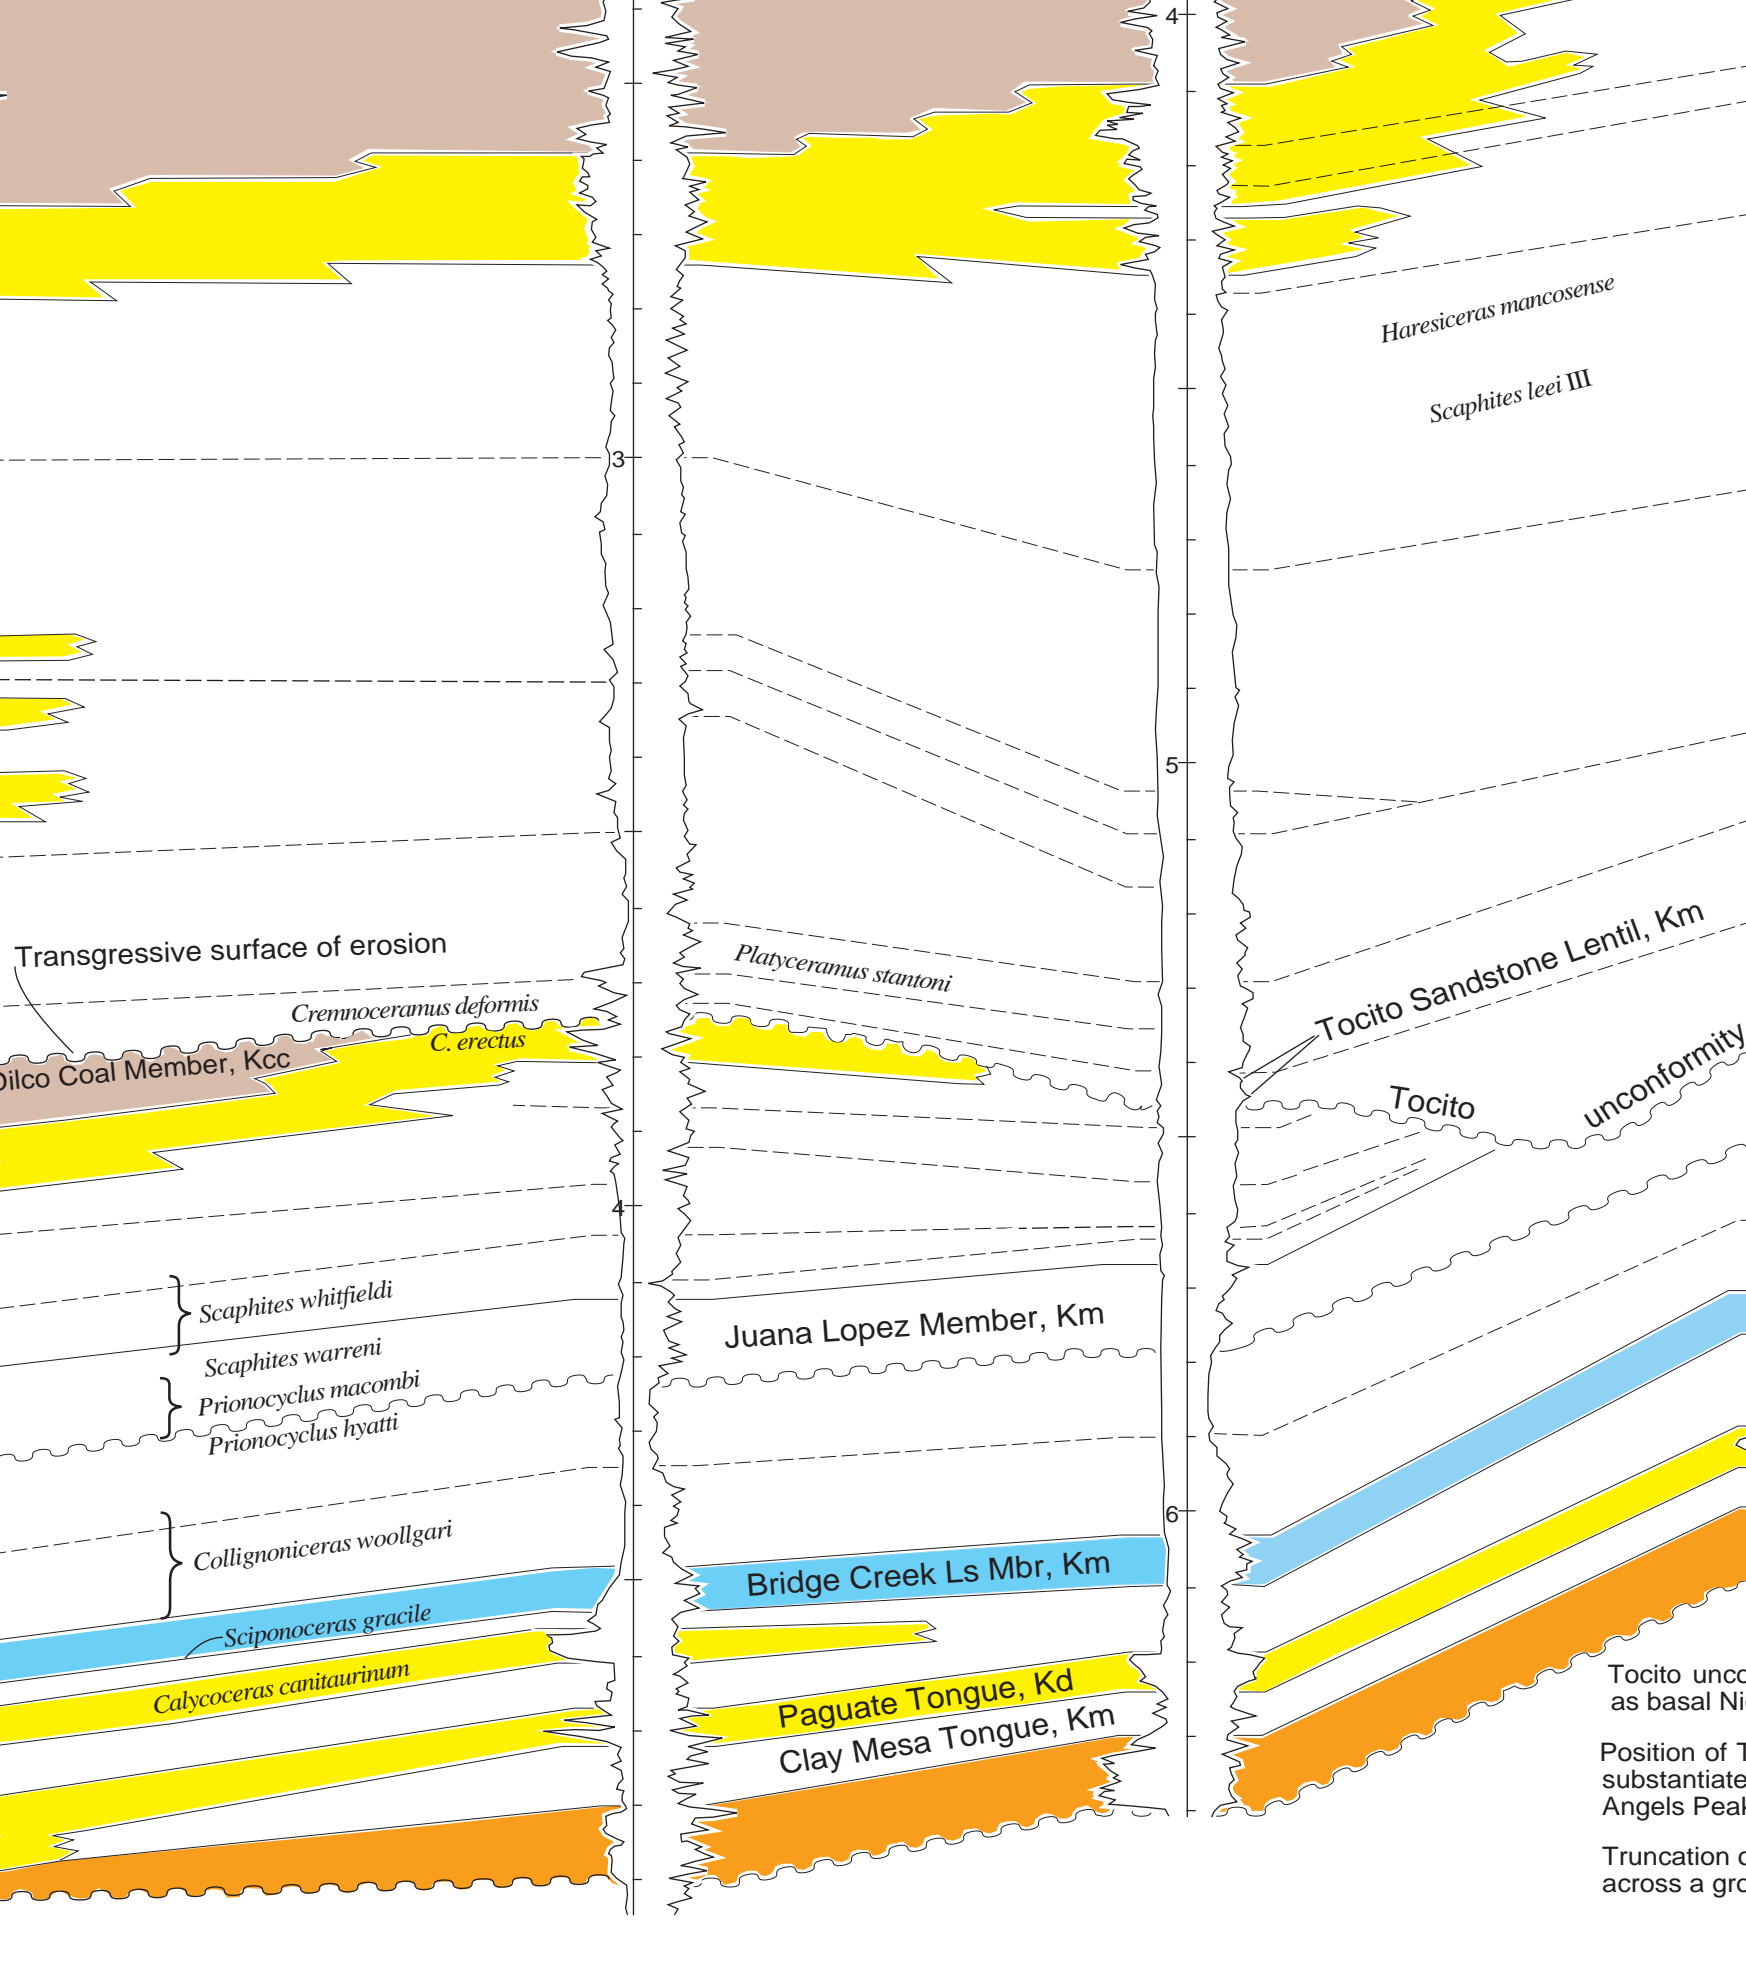 4
Haresiceras mancosense
Scaphites leei III
3
5
Transgressive surface of erosion
Platyceramus stantoni
Tocito Sandstone Lentil, Km
Cremnoceramus deformis
C. erectus
Dilco Coal Member, Kcc
Tocito
unconformity
4
Scaphites whitfieldi
Juana Lopez Member, Km
Scaphites warreni
Prionocyclus macombi
Prionocyclus hyatti
6
Collignoniceras woollgari
Bridge Creek Ls Mbr, Km
Sciponoceras gracile
Calycoceras canitaurinum
Paguate Tongue, Kd
Clay Mesa Tongue, Km
Tocito
as basal
Position of
Angels
Truncation
across a